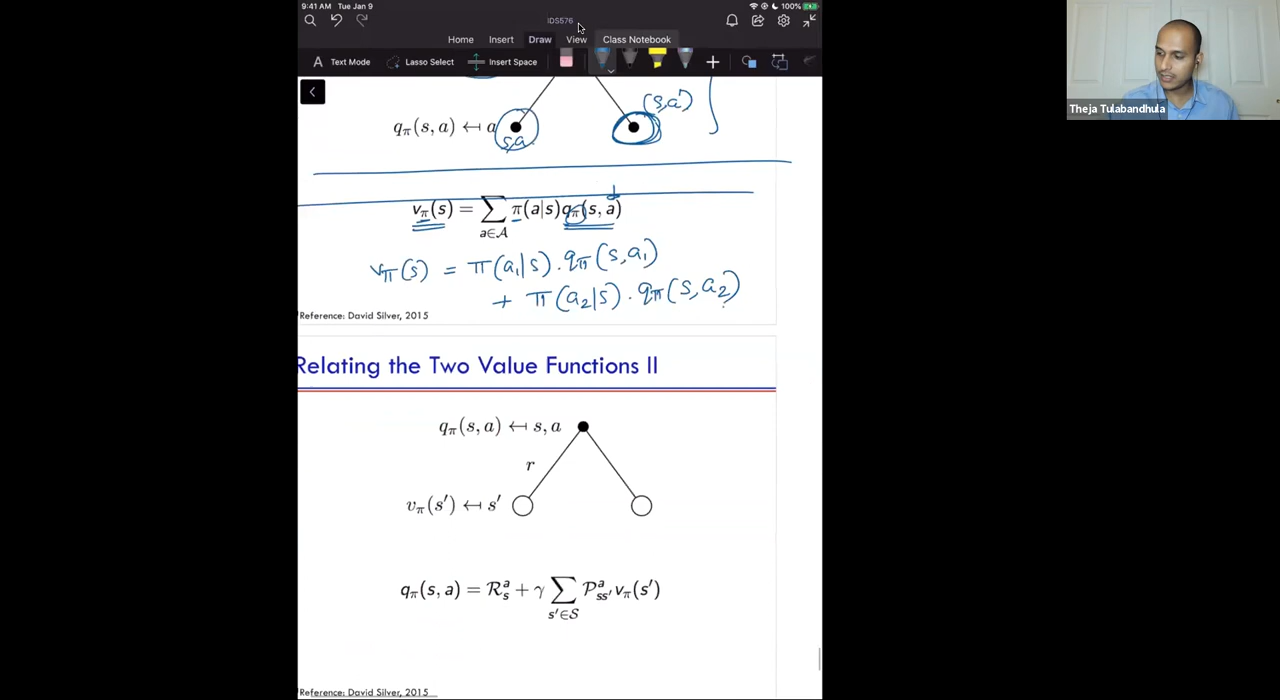 9:41 AM Tue Jan 9
100%
IDS576
Home Insert Draw View Class Notebook
Text Mode Lasso Select Insert Space
Theja Tulabandhula
(s,a')
qπ(s, a) ↤ a
s,a
vπ(s) = ∑ π(a|s)qπ(s, a)
a∈𝒜
vπ(s) = π(a₁|s) · qπ(s,a₁)
+ π(a₂|s) · qπ(s,a₂)
Reference: David Silver, 2015
Relating the Two Value Functions II
qπ(s, a) ↤ s, a
r
vπ(s′) ↤ s′
qπ(s, a) = ℛₛᵃ + γ ∑ 𝒫ᵃₛₛ′ vπ(s′)
s′∈𝒮
Reference: David Silver, 2015